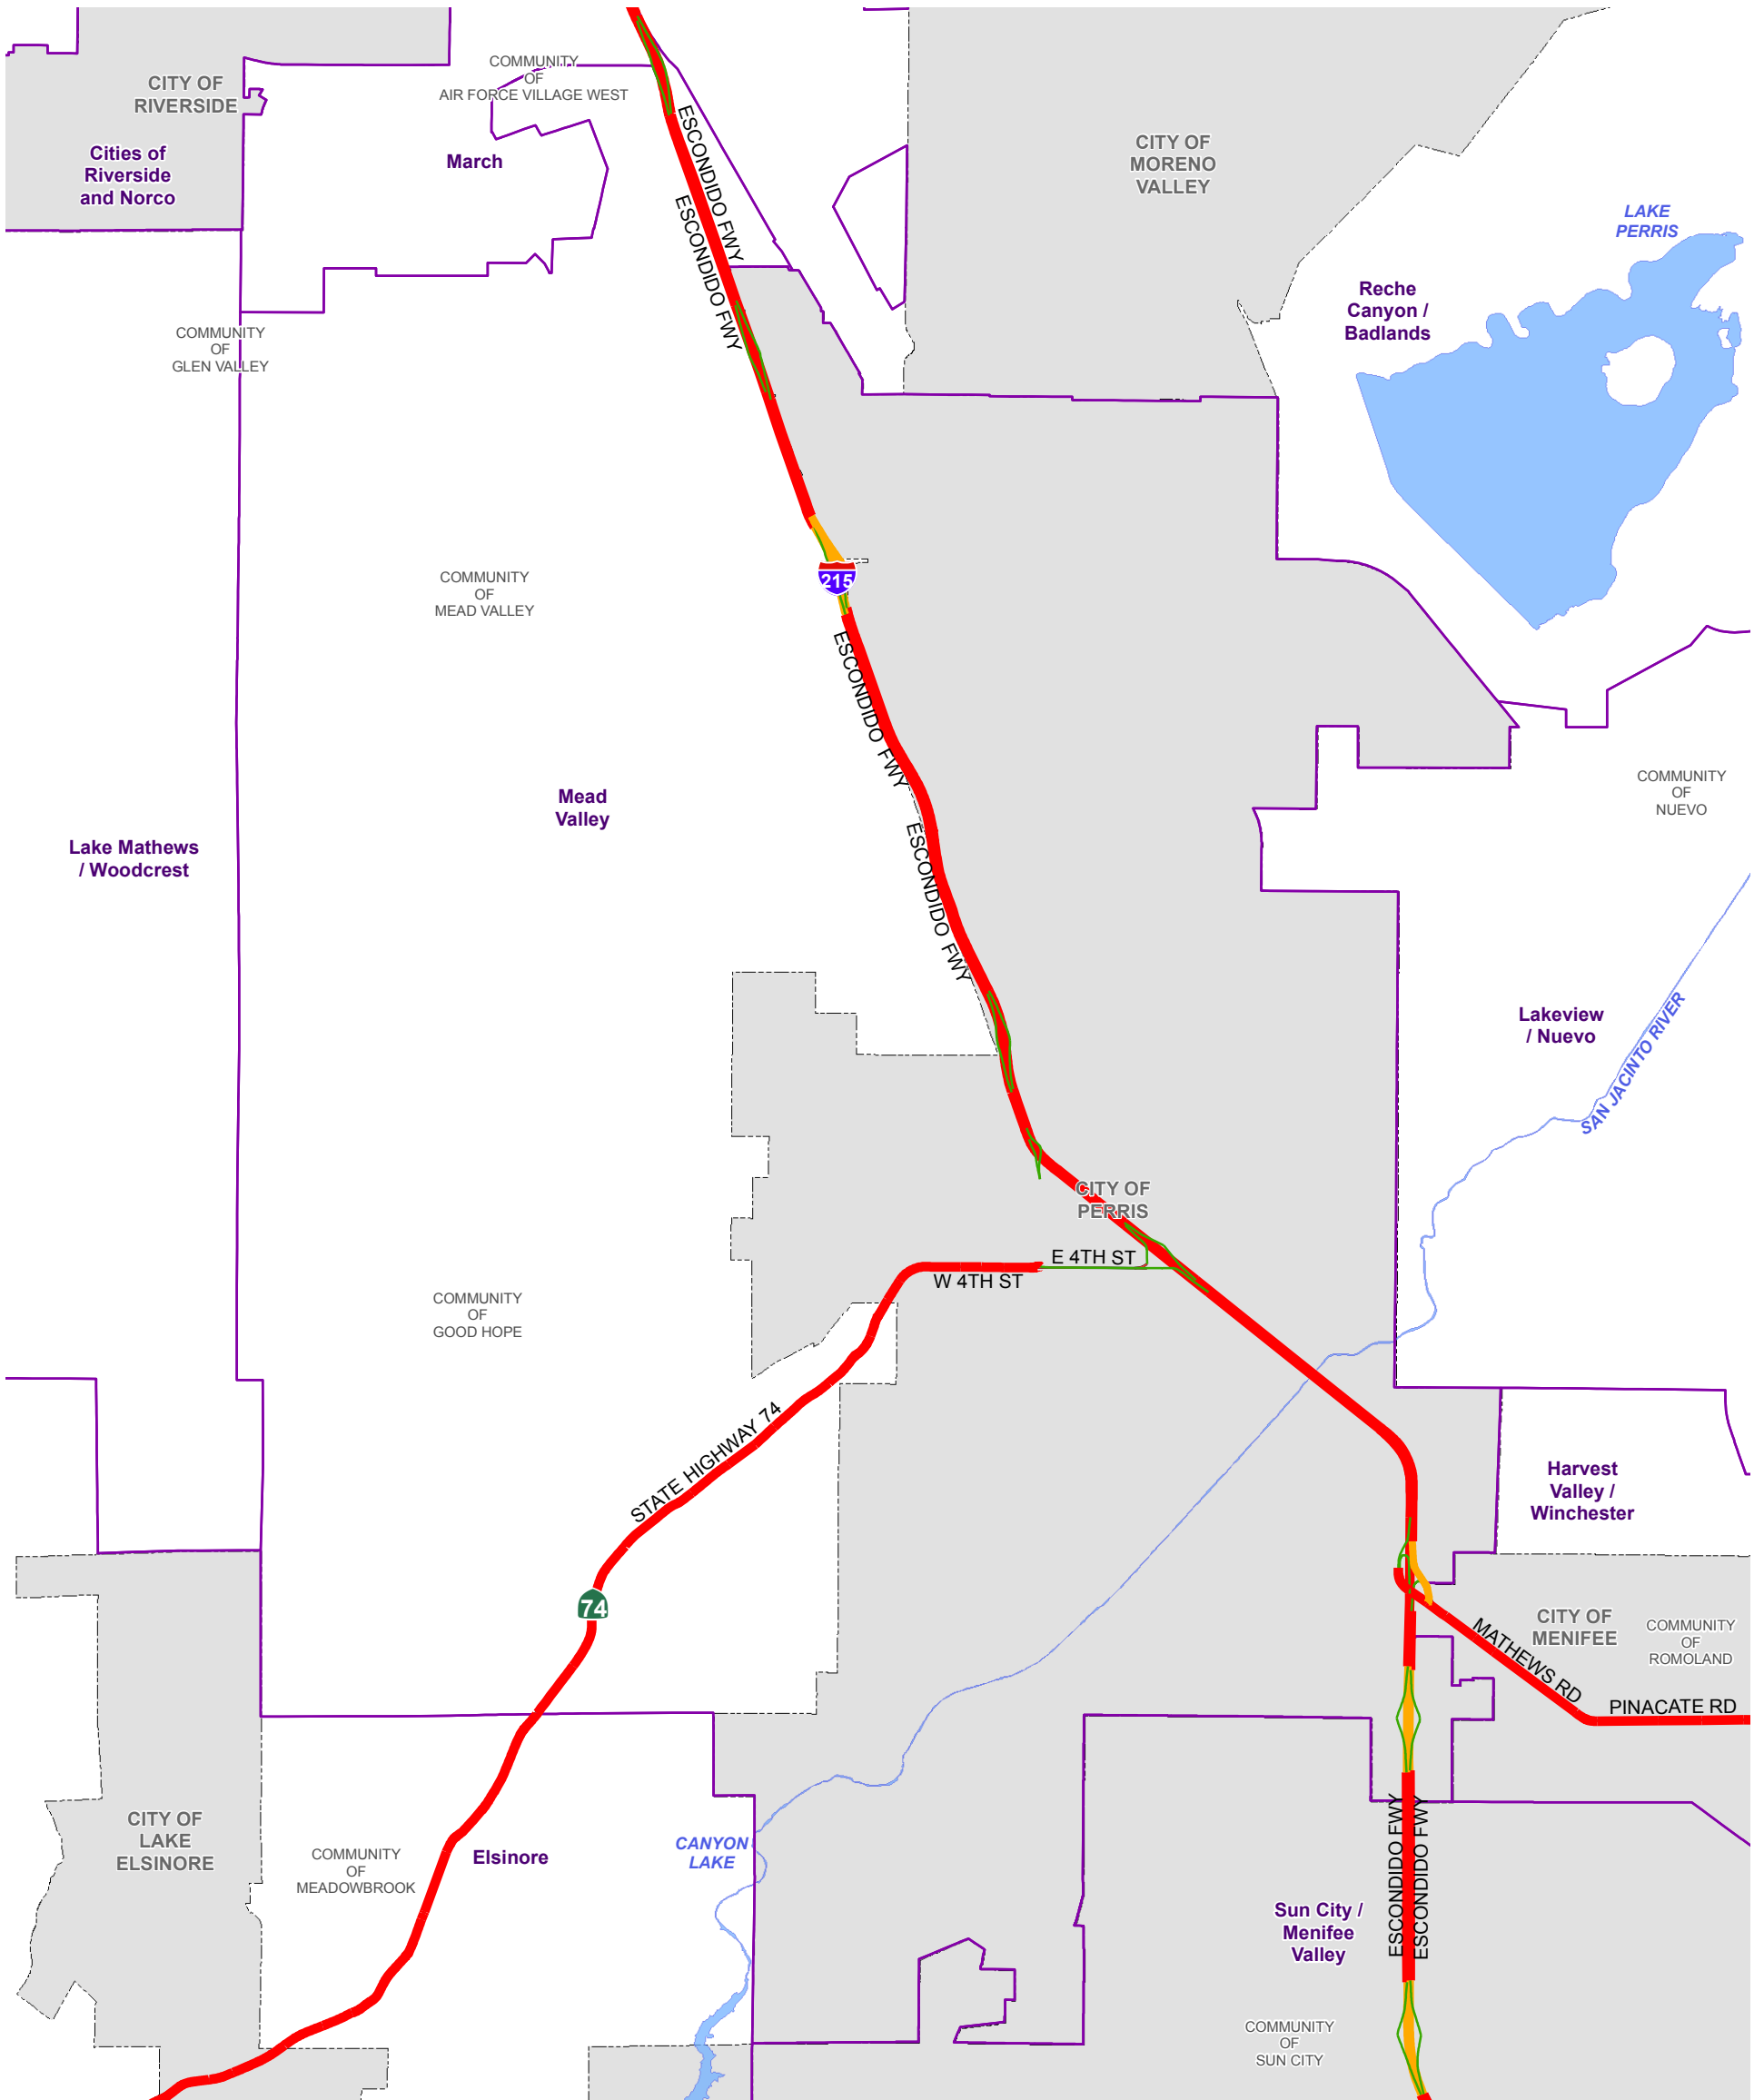 COMMUNITY
OF
AIR FORCE VILLAGE WEST
CITY OF
RIVERSIDE
Cities of
Riverside
and Norco
March
ESCONDIDO FWY
ESCONDIDO FWY
CITY OF
MORENO
VALLEY
LAKE
PERRIS
Reche
Canyon /
Badlands
COMMUNITY
OF
GLEN VALLEY
COMMUNITY
OF
MEAD VALLEY
215
ESCONDIDO FWY
Mead
Valley
COMMUNITY
OF
NUEVO
Lake Mathews
/ Woodcrest
ESCONDIDO FWY
Lakeview
/ Nuevo
SAN JACINTO RIVER
CITY OF
PERRIS
E 4TH ST
W 4TH ST
COMMUNITY
OF
GOOD HOPE
STATE HIGHWAY 74
74
Harvest
Valley /
Winchester
CITY OF
MENIFEE
COMMUNITY
OF
ROMOLAND
MATHEWS RD
PINACATE RD
CITY OF
LAKE
ELSINORE
COMMUNITY
OF
MEADOWBROOK
Elsinore
CANYON
LAKE
ESCONDIDO FWY
ESCONDIDO FWY
Sun City /
Menifee
Valley
COMMUNITY
OF
SUN CITY